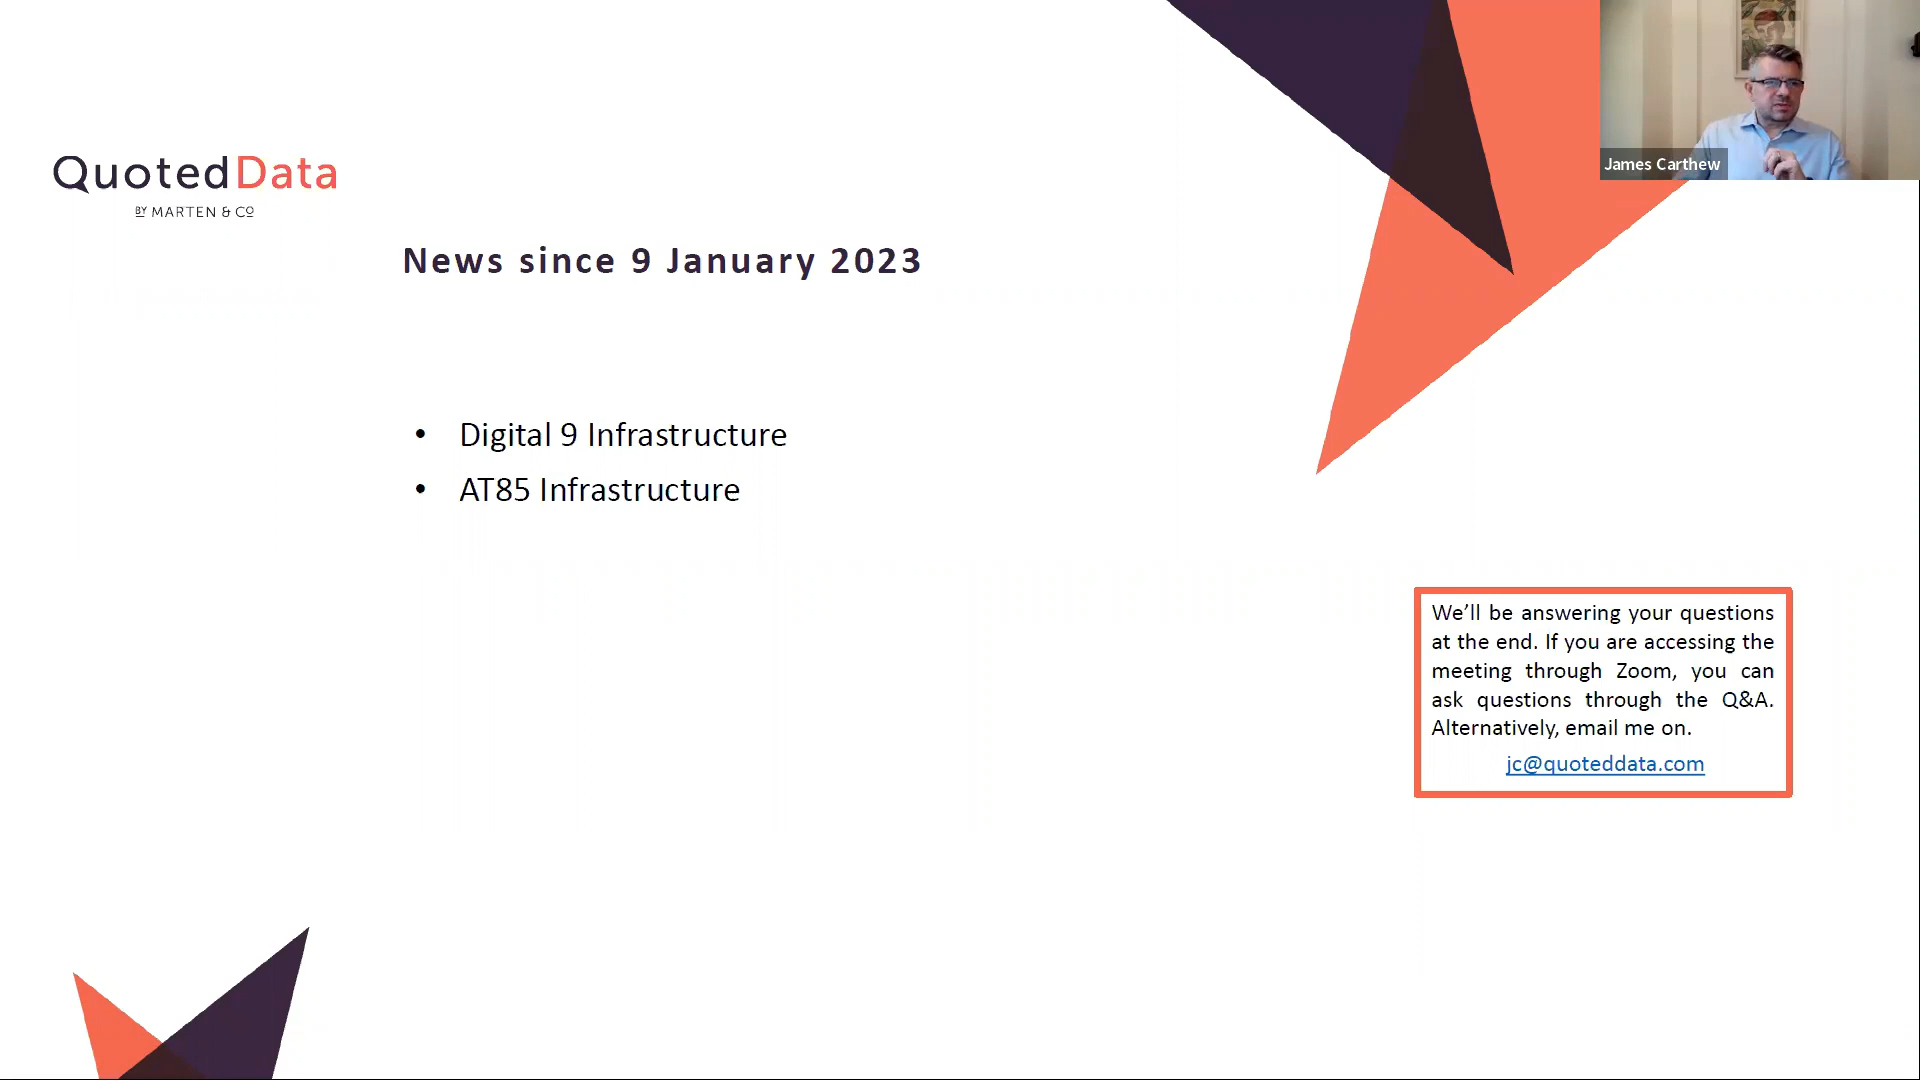 James Carthew
QuotedData
BY MARTEN & CO
News since 9 January 2023
• Digital 9 Infrastructure
• AT85 Infrastructure
We’ll be answering your questions
at the end. If you are accessing the
meeting through Zoom, you can
ask questions through the Q&A.
Alternatively, email me on.
jc@quoteddata.com